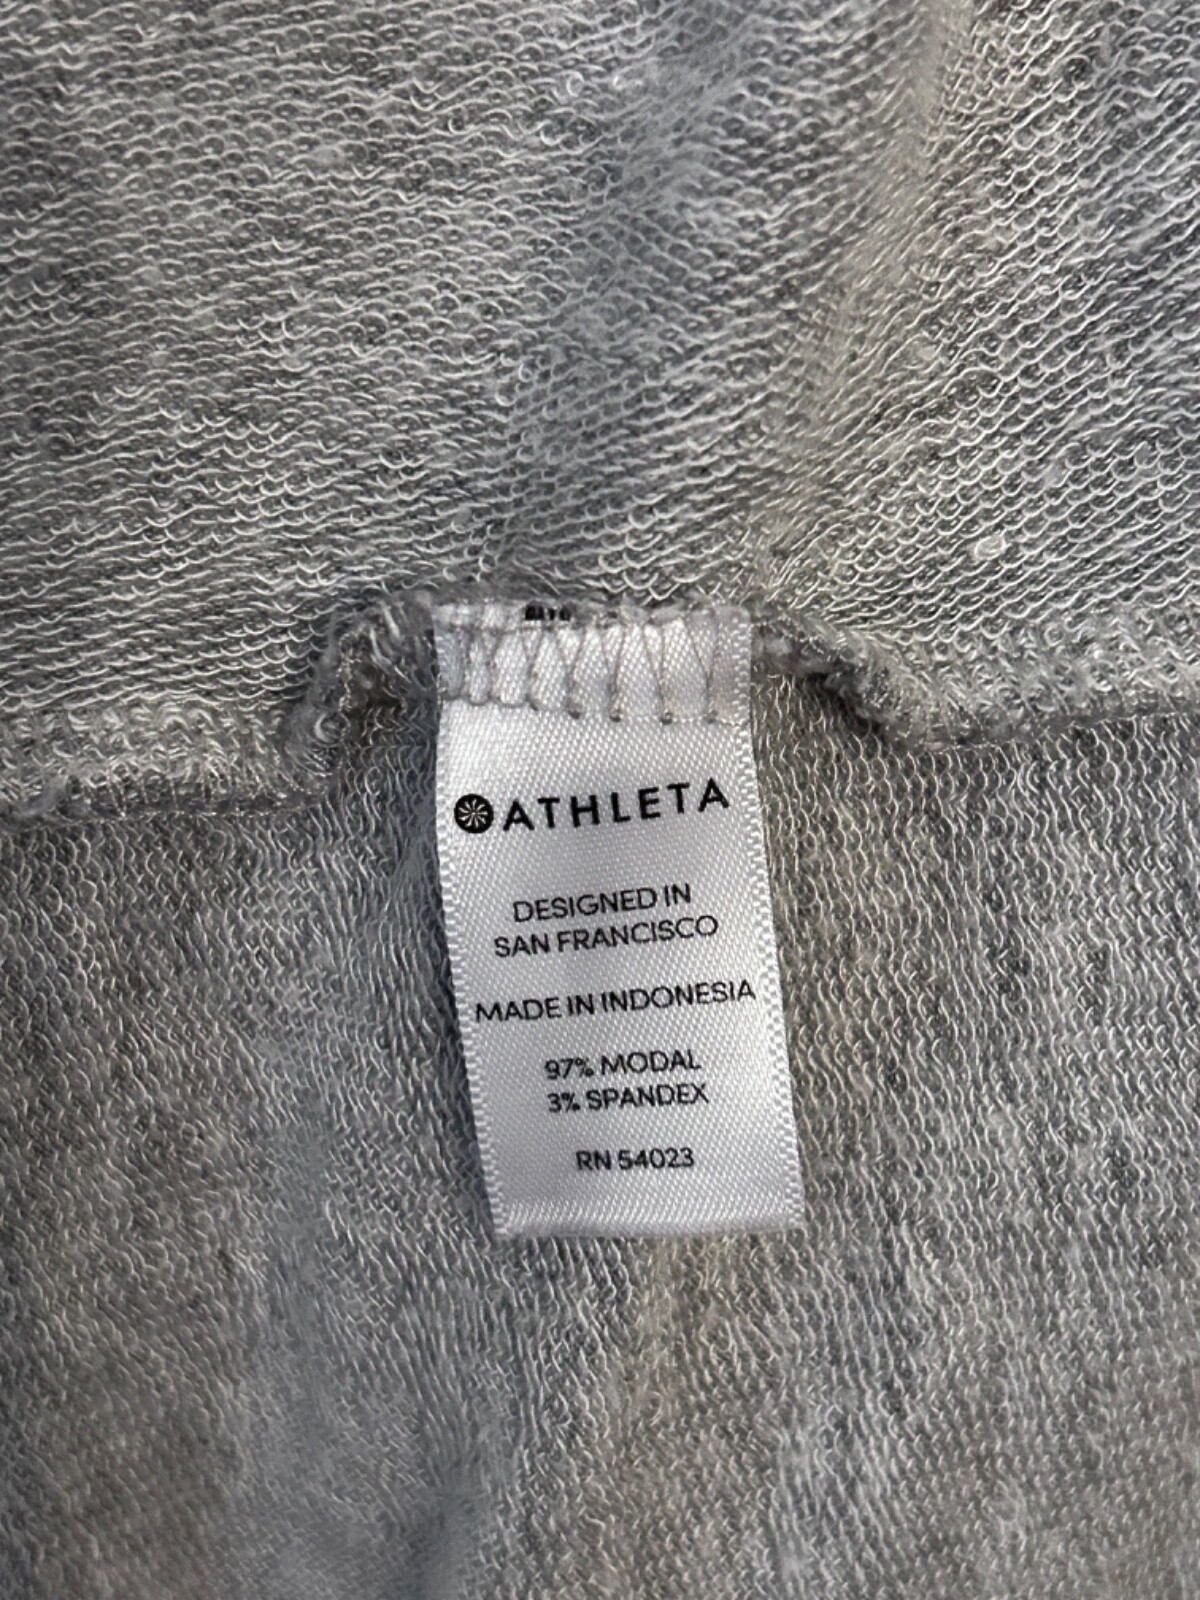 ATHLETA
DESIGNED IN
SAN FRANCISCO
MADE IN INDONESIA
97% MODAL
3% SPANDEX
RN 54023